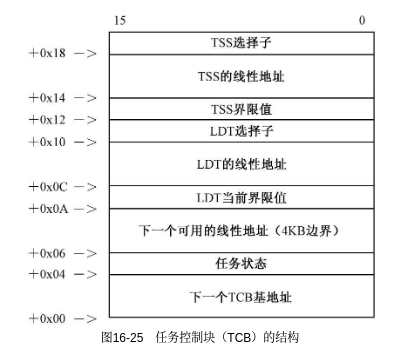 15 0
TSS选择子
+0x18 —>
TSS的线性地址
+0x14 —>
TSS界限值
+0x12 —>
LDT选择子
+0x10 —>
LDT的线性地址
+0x0C —>
LDT当前界限值
+0x0A —>
下一个可用的线性地址（4KB边界）
+0x06 —>
任务状态
+0x04 —>
下一个TCB基地址
+0x00 —>
图16-25 任务控制块（TCB）的结构